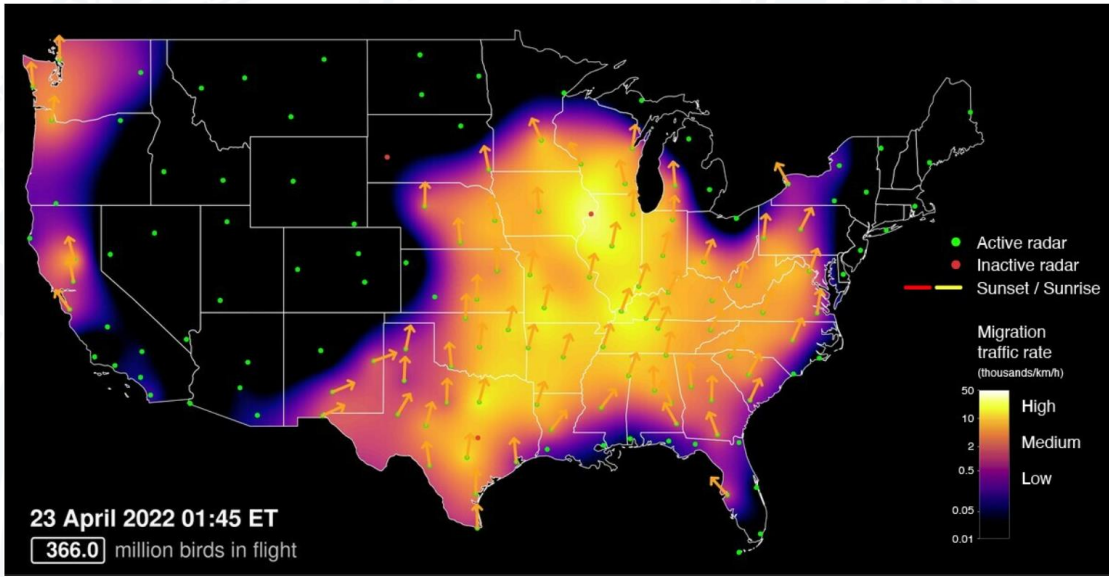 Active radar
Inactive radar
Sunset / Sunrise
Migration
traffic rate
(thousands/km/h)
50
10
2
0.5
0.05
0.01
High
Medium
Low
23 April 2022 01:45 ET
366.0 million birds in flight